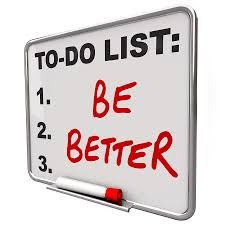 TO-DO LIST:
1. BE
2. BETTER
3.